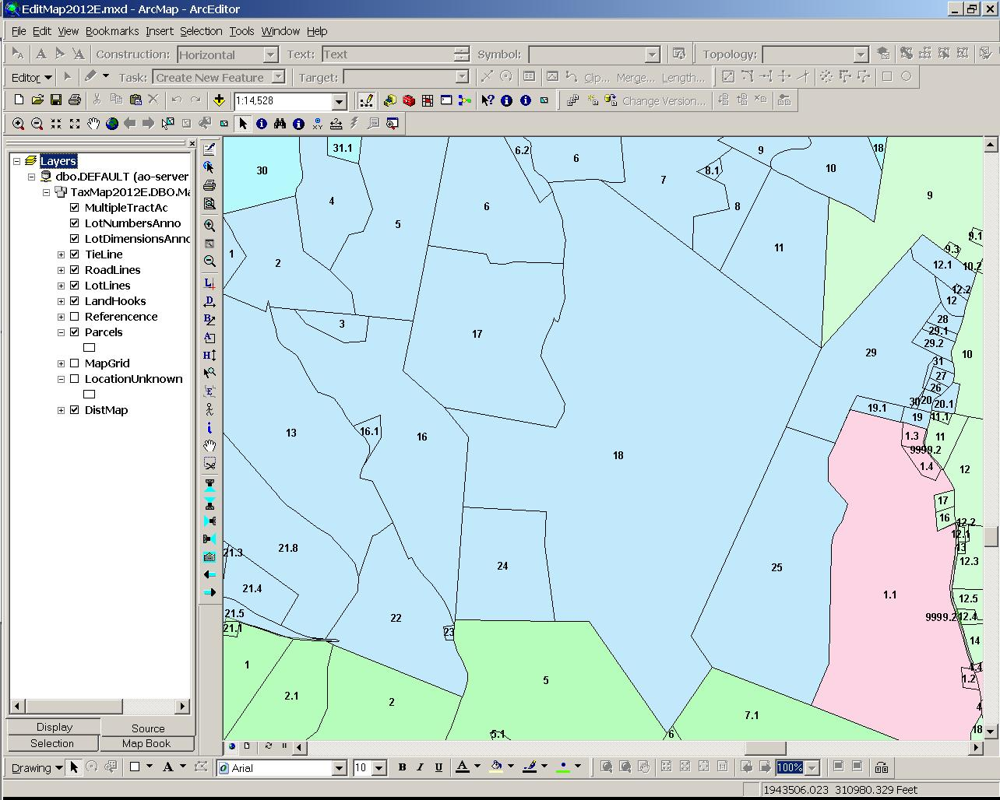 EditMap2012E.mxd - ArcMap - ArcEditor
File Edit View Bookmarks Insert Selection Tools Window Help
Construction: Horizontal Text: Text Symbol: Topology:
Editor Task: Create New Feature Target: Clip... Merge... Length...
1:14,528 Change Version...
Layers
dbo.DEFAULT (ao-server
TaxMap2012E.DBO.Ma
MultipleTractAc
LotNumbersAnno
LotDimensionsAnno
TieLine
RoadLines
LotLines
LandHooks
Referencence
Parcels
MapGrid
LocationUnknown
DistMap
Display Source
Selection Map Book
30 31.1 6.2 6 9 18
8.1 10
7
4 6 8 9
5
9.1
1 11 9.3
2 12.1 10.2
12.2
12
3 28
17 29.1
29.2
29 10
31
27
26
30 20 20.1
19.1 19 11.1
13 16.1 16 1.3 11
9999.2
18 1.4 12
17
16
12.2
12.1
21.3 21.8 13
24 25 12.3
21.4 1.1 12.5
21.5 22 9999.2 12.4
21.1 23 14
1 4.4
5 1.2
2.1 2 4
7.1
5.1 6 18
Drawing A Arial 10 B I U A 100%
1943506.023 310980.329 Feet